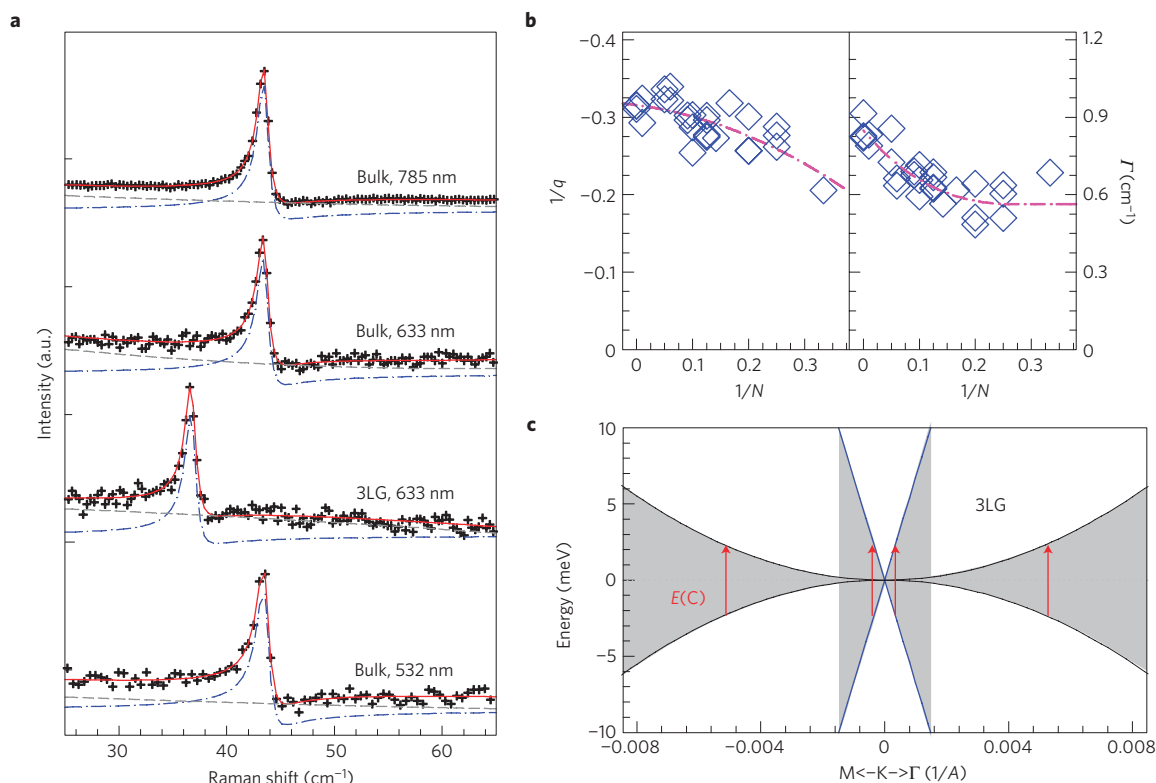 a
Bulk, 785 nm
Bulk, 633 nm
3LG, 633 nm
Bulk, 532 nm
Intensity (a.u.)
30 40 50 60
Raman shift (cm⁻¹)
b
−0.4
−0.3
−0.2
−0.1
0
1/q
0 0.1 0.2 0.3
1/N
0 0.1 0.2 0.3
1/N
1.2
0.9
0.6
0.3
0
Γ (cm⁻¹)
c
10
5
0
−5
−10
Energy (meV)
3LG
E(C)
−0.008 −0.004 0 0.004 0.008
M<−K−>Γ (1/A)